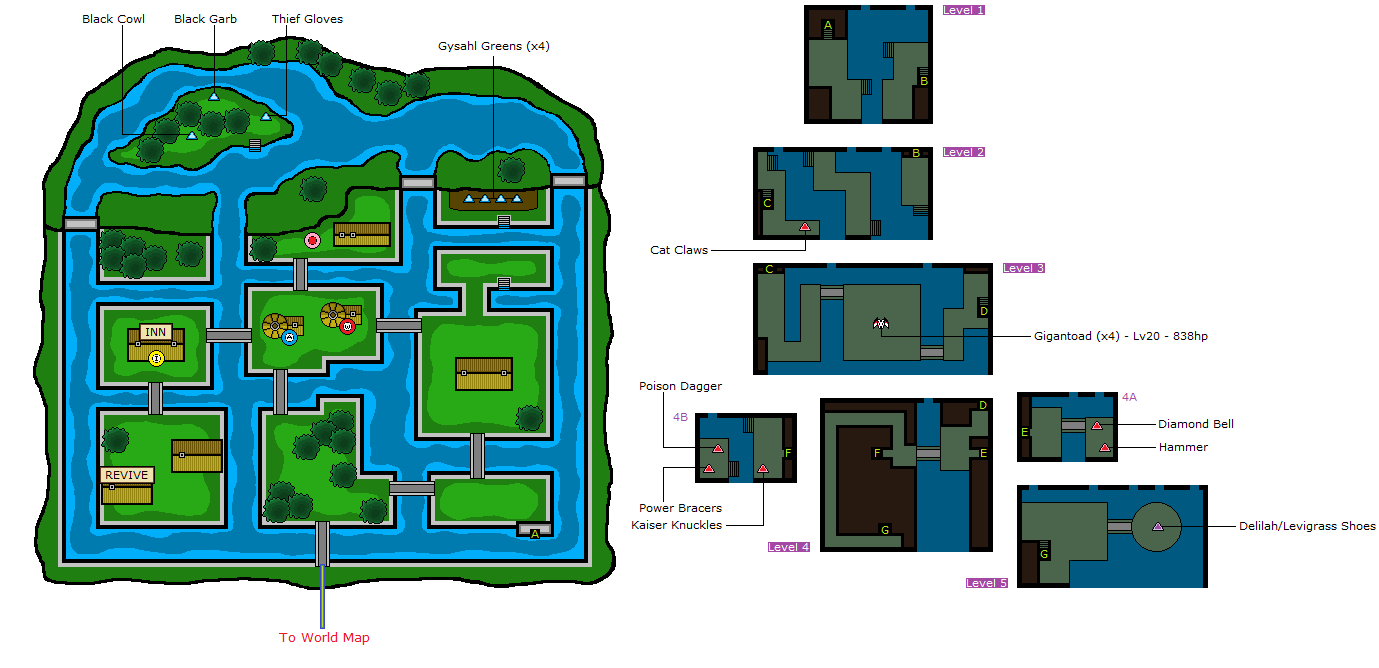 Black Cowl
Black Garb
Thief Gloves
Gysahl Greens (x4)
INN
I
A
W
REVIVE
A
To World Map
Level 1
A
B
Level 2
B
C
Cat Claws
Level 3
C
D
Gigantoad (x4) - Lv20 - 838hp
Poison Dagger
4B
F
Power Bracers
Kaiser Knuckles
D
F
E
G
Level 4
4A
E
Diamond Bell
Hammer
G
Delilah/Levigrass Shoes
Level 5